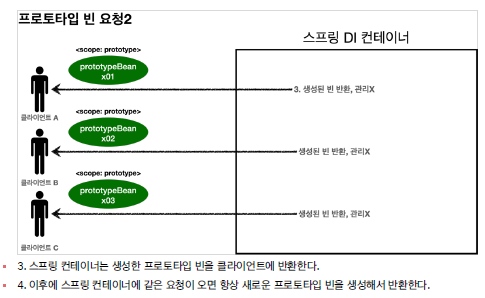 프로토타입 빈 요청2
스프링 DI 컨테이너
<scope: prototype>
prototypeBean
x01
3. 생성된 빈 반환, 관리X
클라이언트 A
<scope: prototype>
prototypeBean
x02
생성된 빈 반환, 관리X
클라이언트 B
<scope: prototype>
prototypeBean
x03
생성된 빈 반환, 관리X
클라이언트 C
3. 스프링 컨테이너는 생성한 프로토타입 빈을 클라이언트에 반환한다.
4. 이후에 스프링 컨테이너에 같은 요청이 오면 항상 새로운 프로토타입 빈을 생성해서 반환한다.